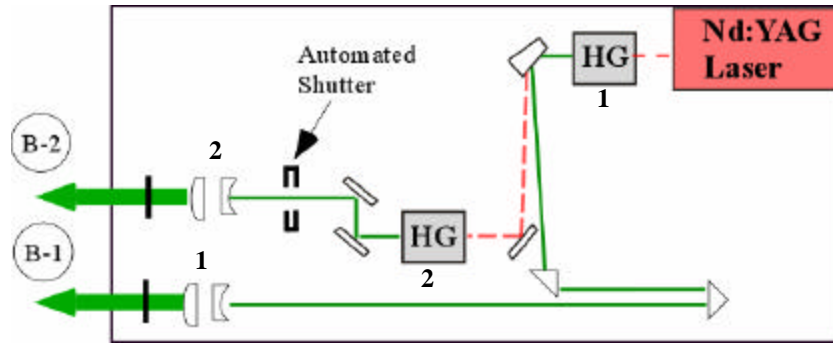 Nd:YAG
Laser
HG
1
Automated
Shutter
B-2
2
HG
2
B-1
1